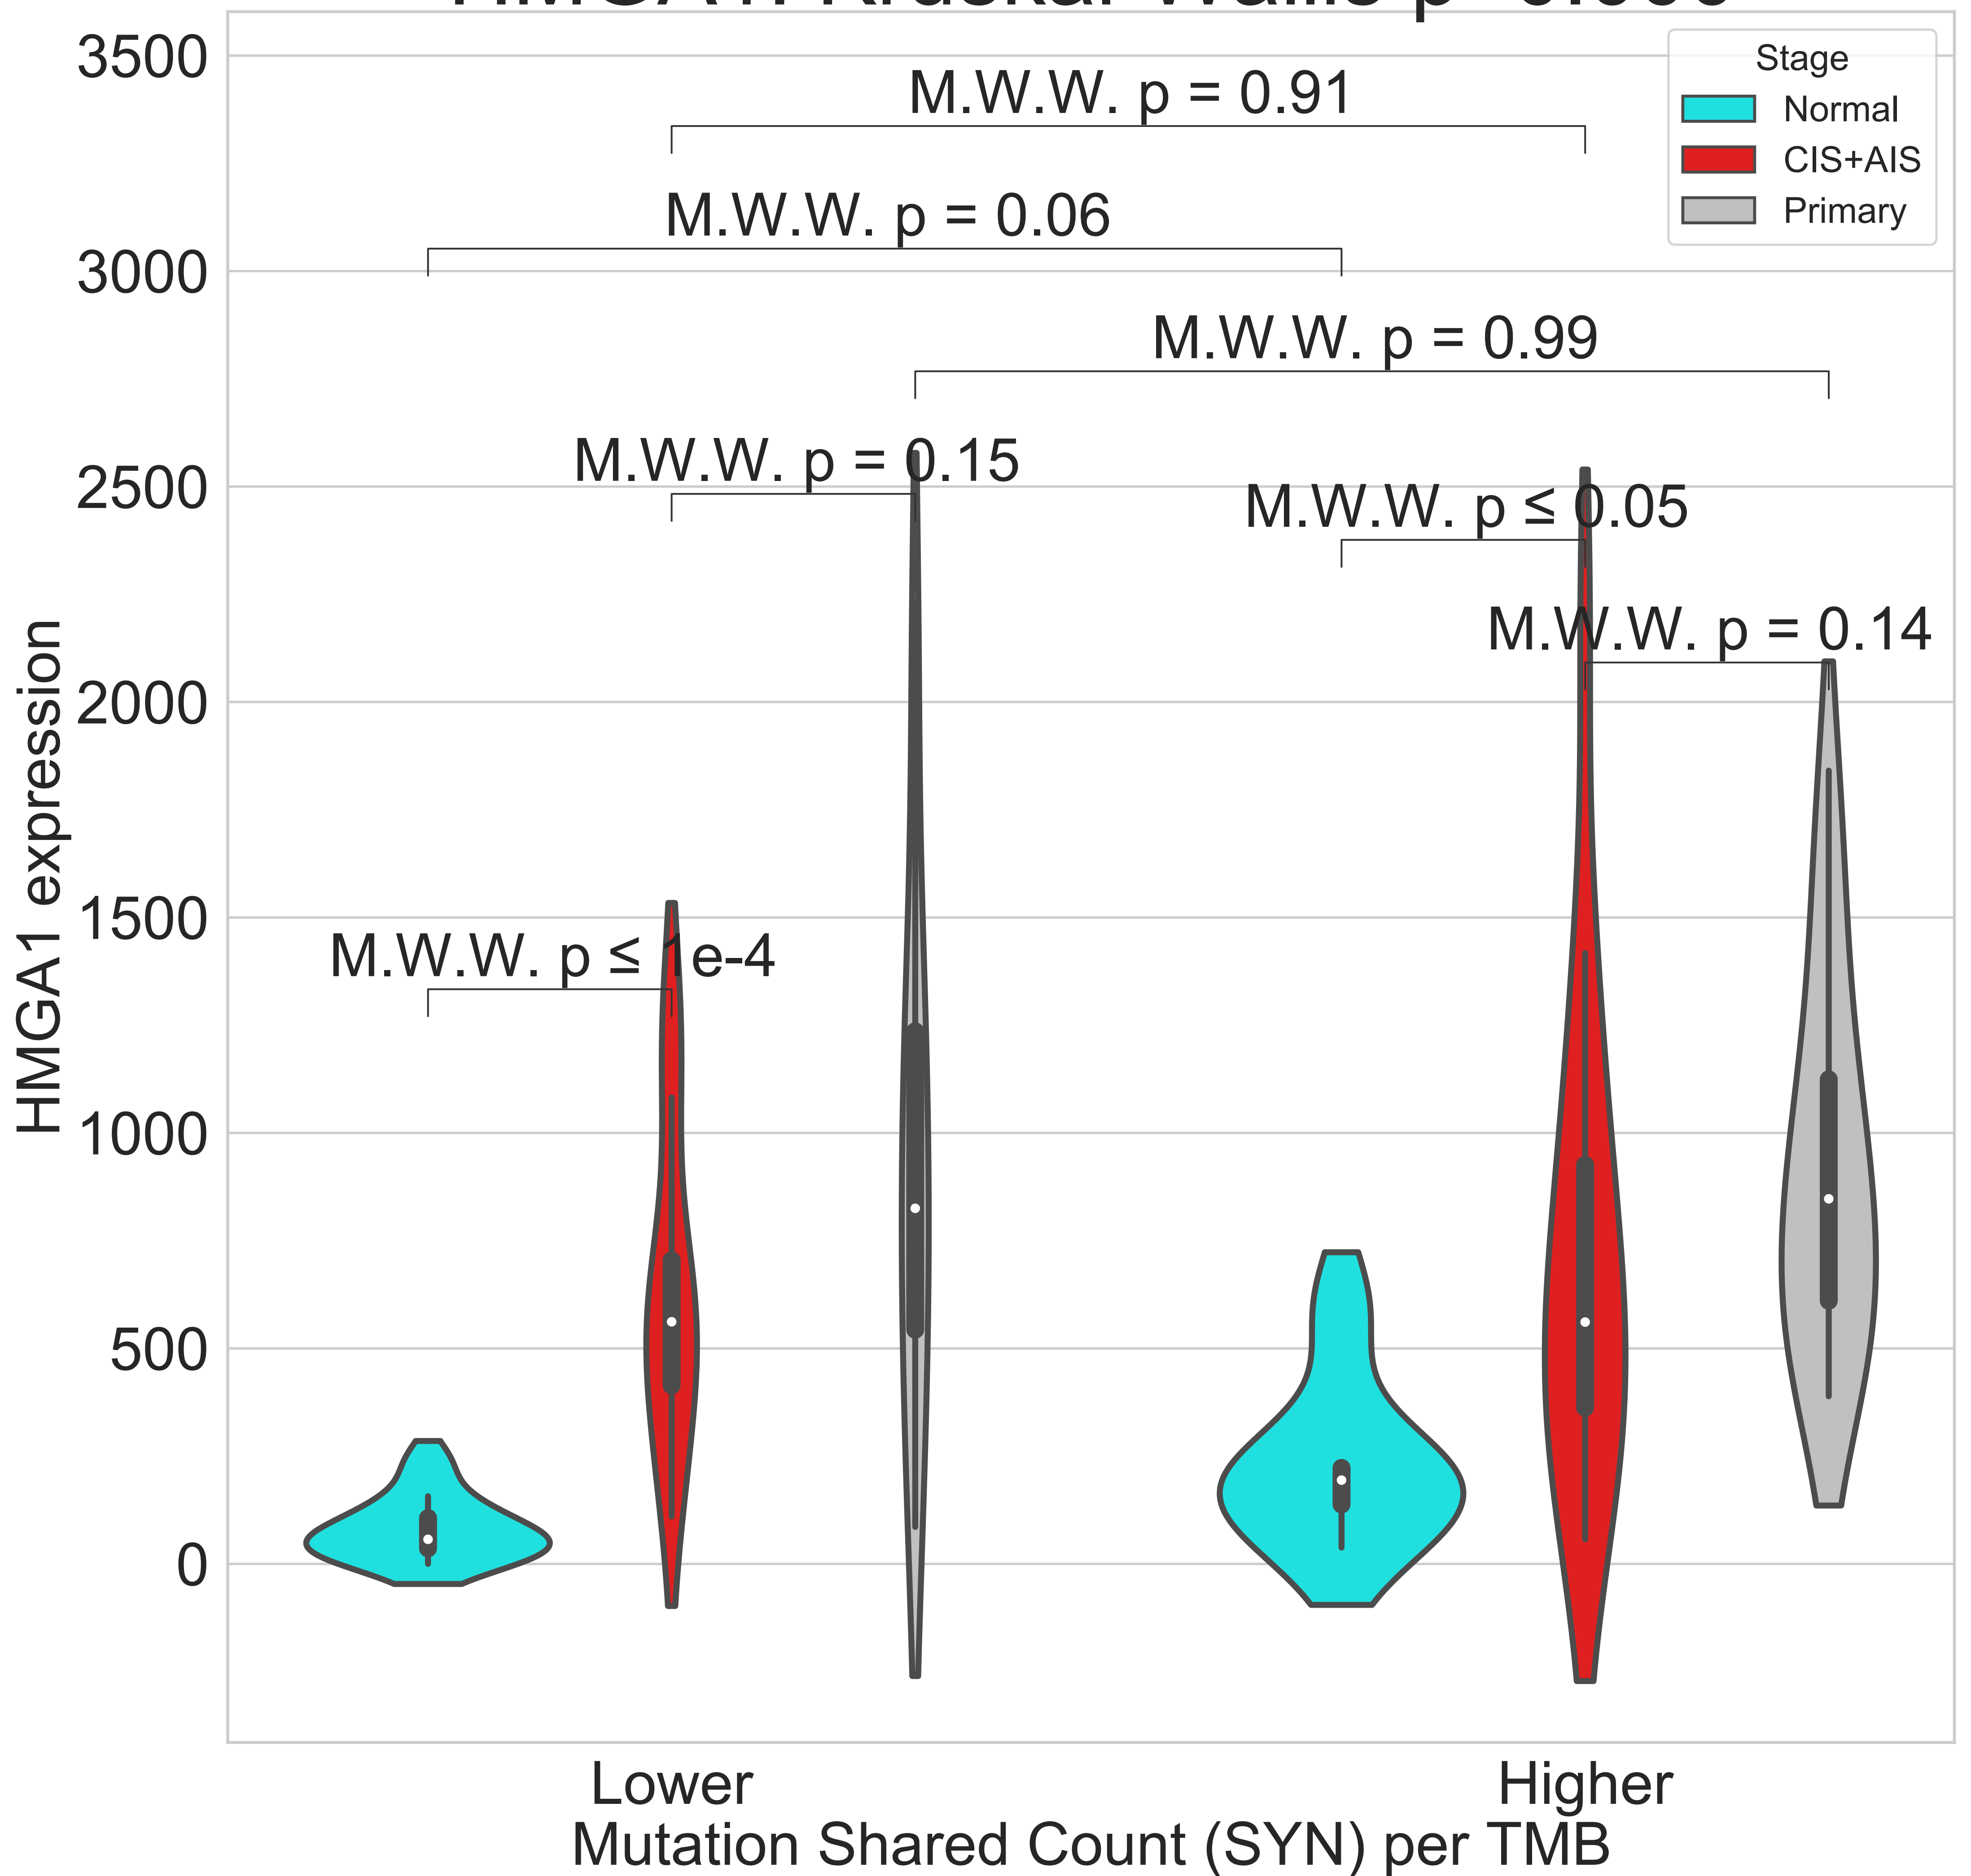 3500
3000
2500
2000
1500
1000
500
0
HMGA1 expression
Stage
Normal
CIS+AIS
Primary
M.W.W. p = 0.91
M.W.W. p = 0.06
M.W.W. p = 0.99
M.W.W. p = 0.15
M.W.W. p ≤ 0.05
M.W.W. p = 0.14
M.W.W. p ≤ 1e-4
Lower
Higher
Mutation Shared Count (SYN) per TMB